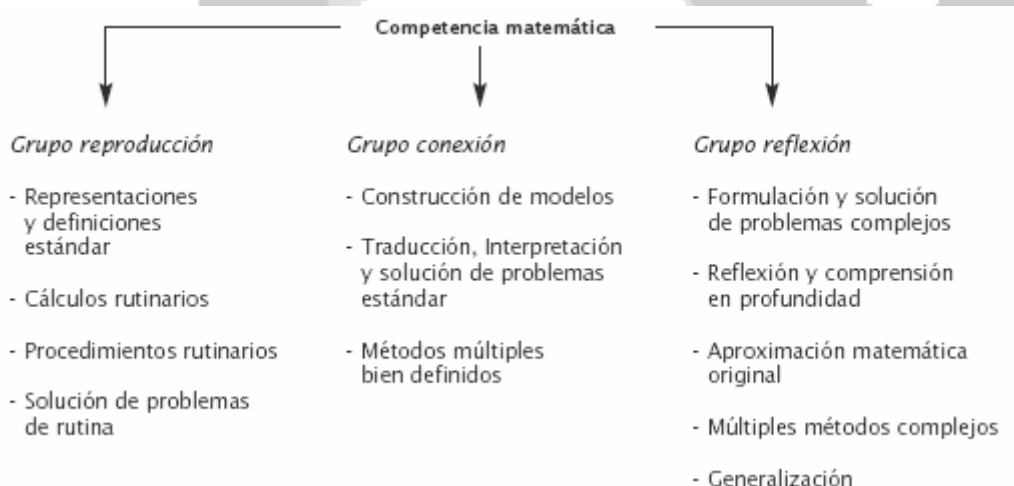 Competencia matemática
Grupo reproducción
- Representaciones
y definiciones
estándar
- Cálculos rutinarios
- Procedimientos rutinarios
- Solución de problemas
de rutina
Grupo conexión
- Construcción de modelos
- Traducción, Interpretación
y solución de problemas
estándar
- Métodos múltiples
bien definidos
Grupo reflexión
- Formulación y solución
de problemas complejos
- Reflexión y comprensión
en profundidad
- Aproximación matemática
original
- Múltiples métodos complejos
- Generalización